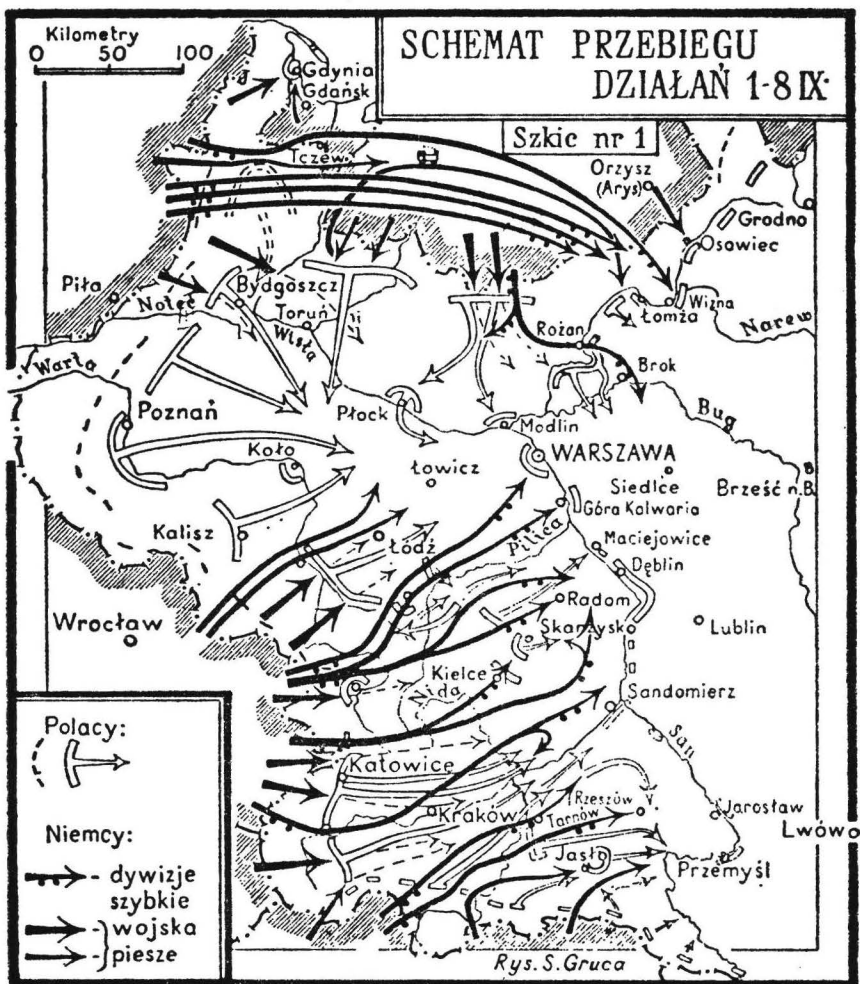 Kilometry
0 50 100
SCHEMAT PRZEBIEGU
DZIAŁAŃ 1-8 IX.
Szkic nr 1
Gdynia
Gdańsk
Tczew
Orzysz
(Arys)
Grodno
Osowiec
Piła
Noteć
Bydgoszcz
Toruń
Wisła
Wizna
Łomża
Narew
Różan
Brok
Warta
Poznań
Płock
Modlin
Bug
Koło
WARSZAWA
Łowicz
Siedlce
Brześć n.B.
Góra Kalwaria
Kalisz
Łódź
Pilica
Maciejowice
Dęblin
Radom
Wrocław
Skarżysko
Lublin
Kielce
Nida
Sandomierz
San
Polacy:
Katowice
Kraków
Tarnów
Rzeszów
Jarosław
Lwów
Niemcy:
Jasło
Przemyśl
- dywizje
szybkie
- wojska
- piesze
Rys. S. Gruca